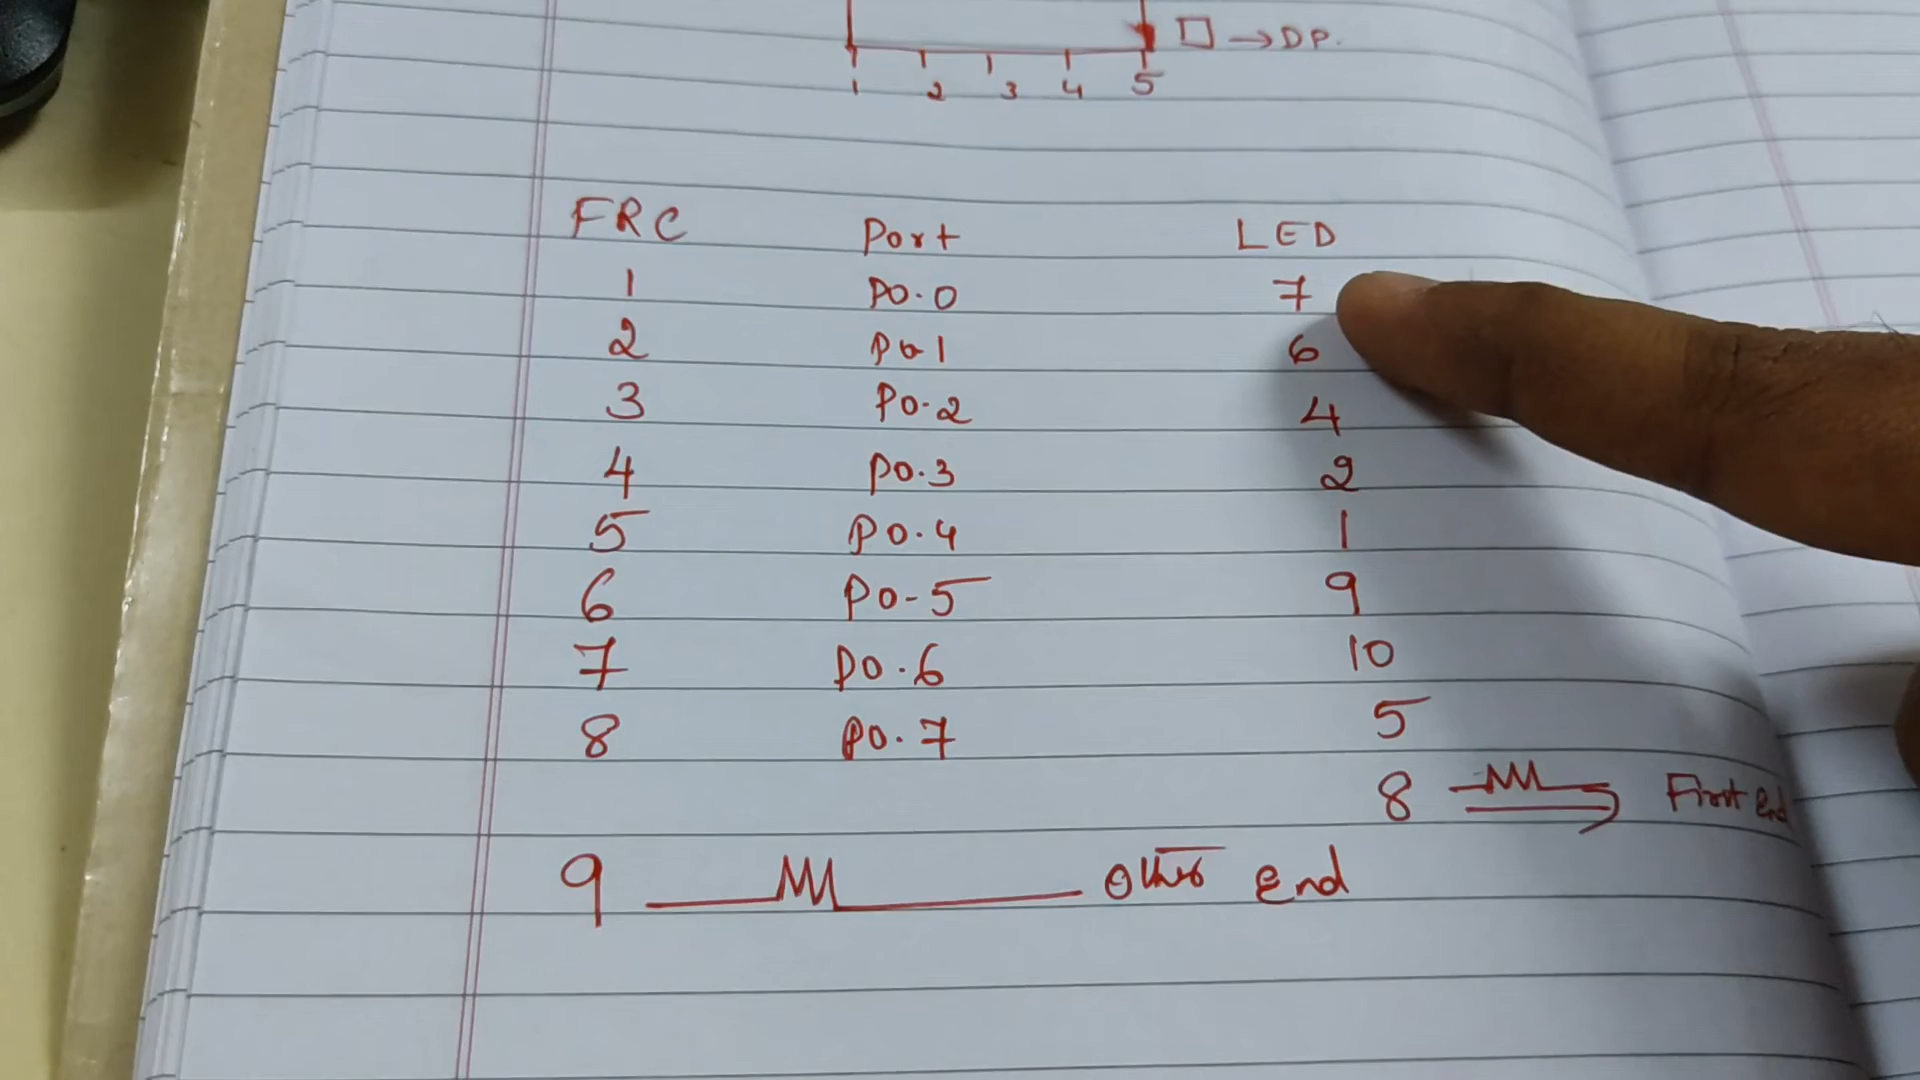 → DP.
1 2 3 4 5
FRC Port LED
1 P0.0 7
2 P0.1 6
3 P0.2 4
4 P0.3 2
5 P0.4 1
6 P0-5 9
7 P0.6 10
8 P0.7 5
8 First end
9 other end